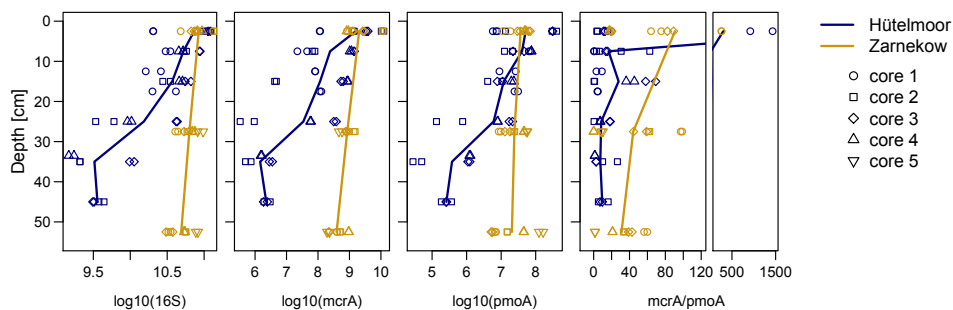 Hütelmoor
Zarnekow
core 1
core 2
core 3
core 4
core 5
Depth [cm]
0
10
20
30
40
50
9.5 10.5
6 7 8 9 10
5 6 7 8
0 40 80 120
500 1500
log10(16S) log10(mcrA) log10(pmoA) mcrA/pmoA